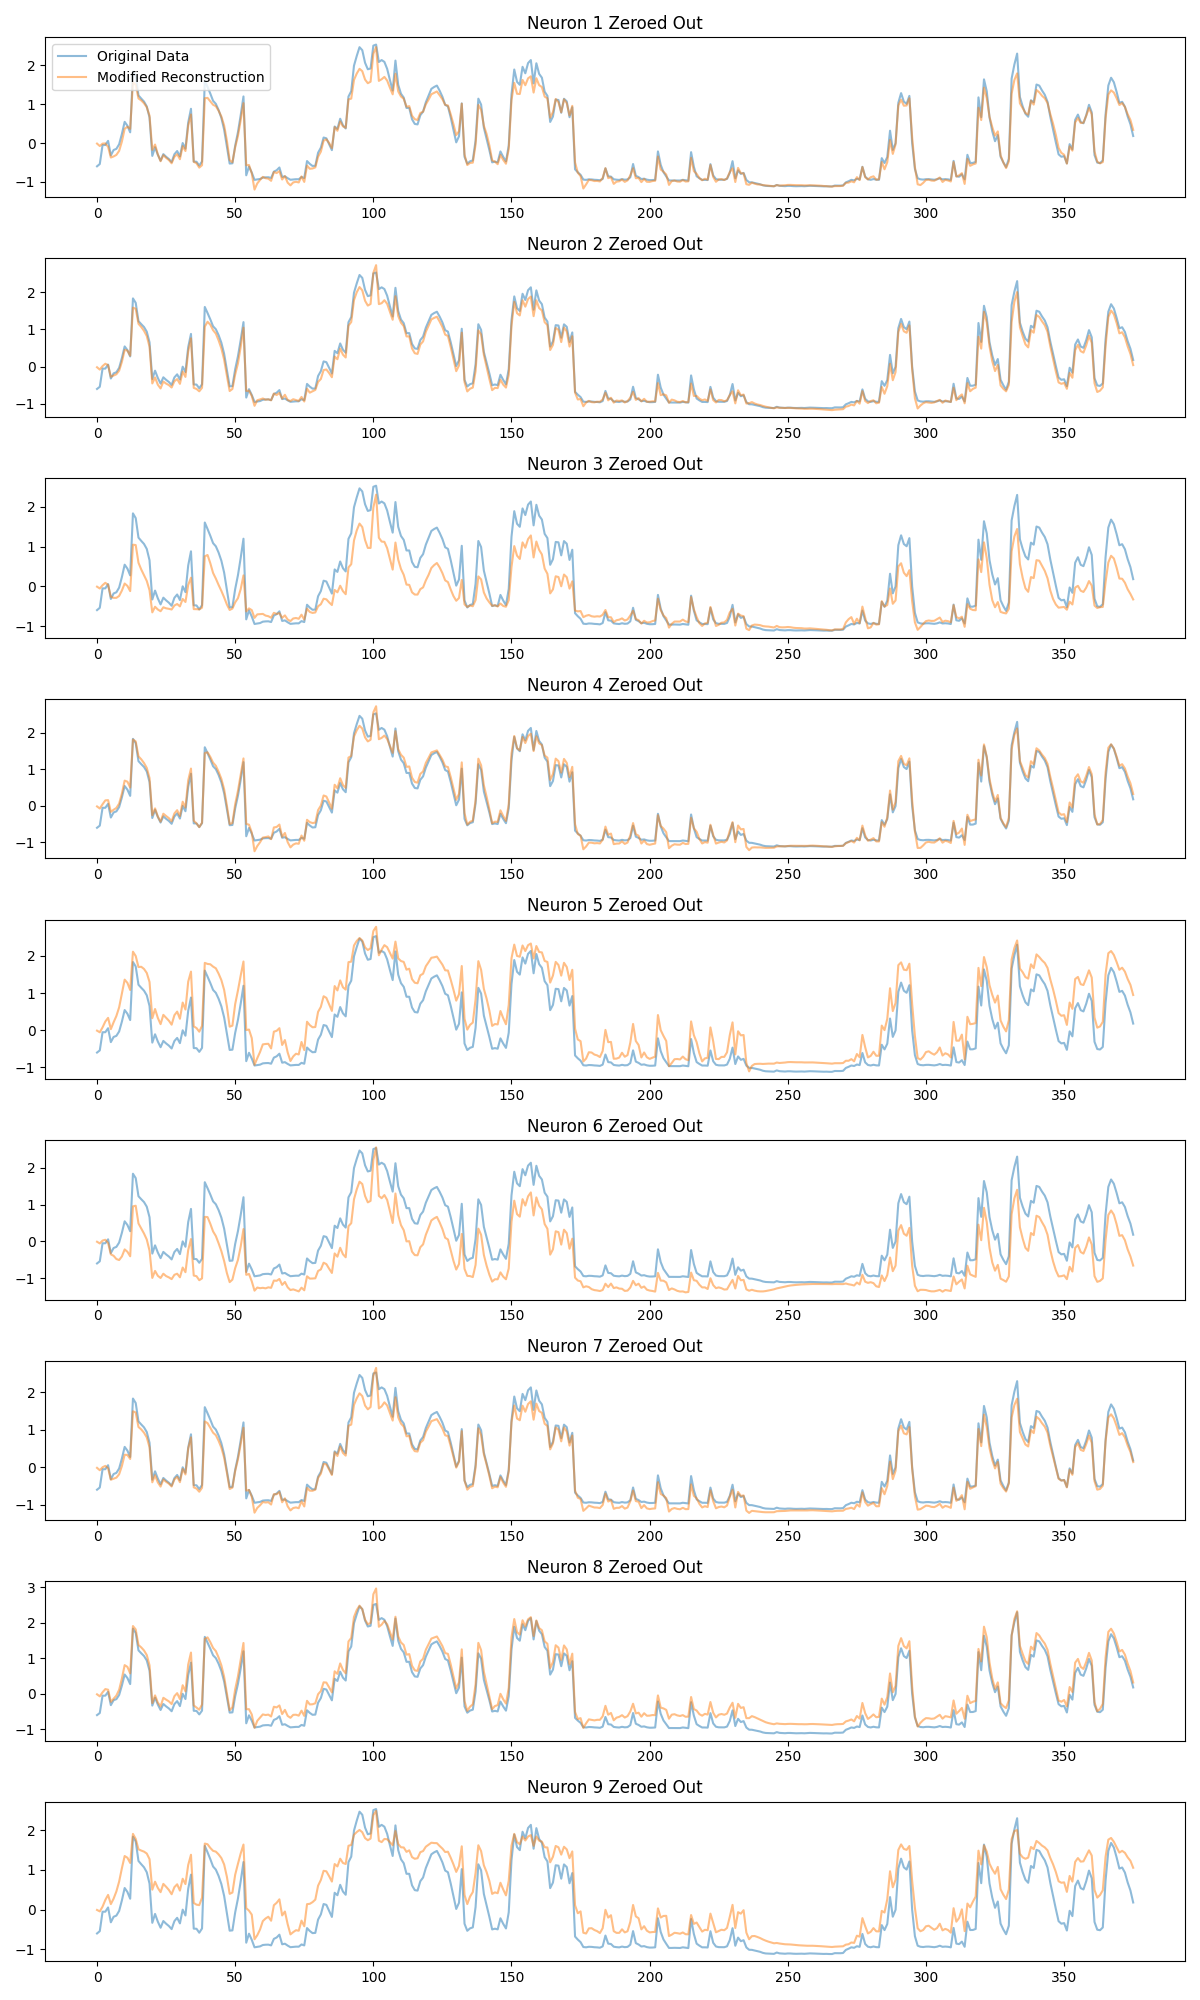 Neuron 1 Zeroed Out
Original Data
Modified Reconstruction
2
1
0
−1
0 50 100 150 200 250 300 350
Neuron 2 Zeroed Out
2
1
0
−1
0 50 100 150 200 250 300 350
Neuron 3 Zeroed Out
2
1
0
−1
0 50 100 150 200 250 300 350
Neuron 4 Zeroed Out
2
1
0
−1
0 50 100 150 200 250 300 350
Neuron 5 Zeroed Out
2
1
0
−1
0 50 100 150 200 250 300 350
Neuron 6 Zeroed Out
2
1
0
−1
0 50 100 150 200 250 300 350
Neuron 7 Zeroed Out
2
1
0
−1
0 50 100 150 200 250 300 350
Neuron 8 Zeroed Out
3
2
1
0
−1
0 50 100 150 200 250 300 350
Neuron 9 Zeroed Out
2
1
0
−1
0 50 100 150 200 250 300 350